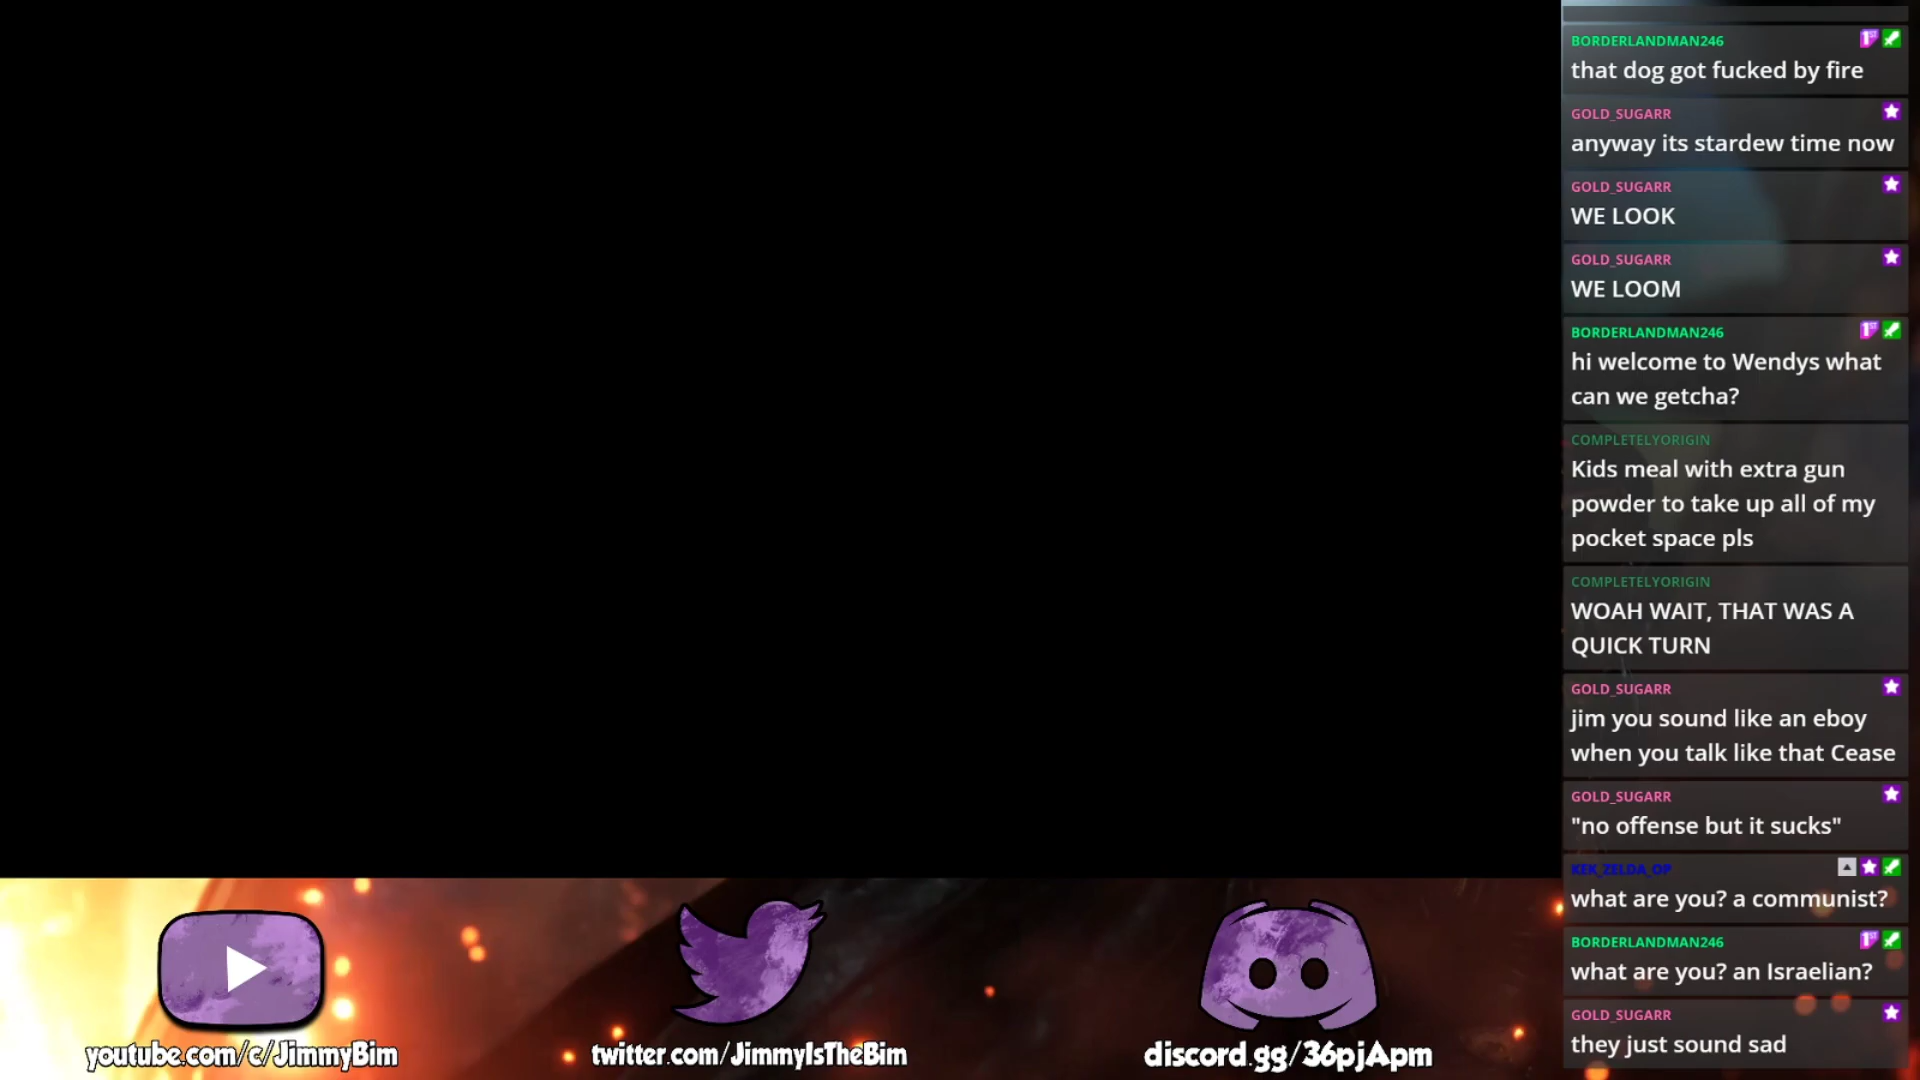 BORDERLANDMAN246
that dog got fucked by fire
GOLD_SUGARR
anyway its stardew time now
GOLD_SUGARR
WE LOOK
GOLD_SUGARR
WE LOOM
BORDERLANDMAN246
hi welcome to Wendys what
can we getcha?
COMPLETELYORIGIN
Kids meal with extra gun
powder to take up all of my
pocket space pls
COMPLETELYORIGIN
WOAH WAIT, THAT WAS A
QUICK TURN
GOLD_SUGARR
jim you sound like an eboy
when you talk like that Cease
GOLD_SUGARR
"no offense but it sucks"
KEK_ZELDA_OP
what are you? a communist?
BORDERLANDMAN246
what are you? an Israelian?
GOLD_SUGARR
they just sound sad
youtube.com/c/JimmyBim
twitter.com/JimmyIsTheBim
discord.gg/36pjApm